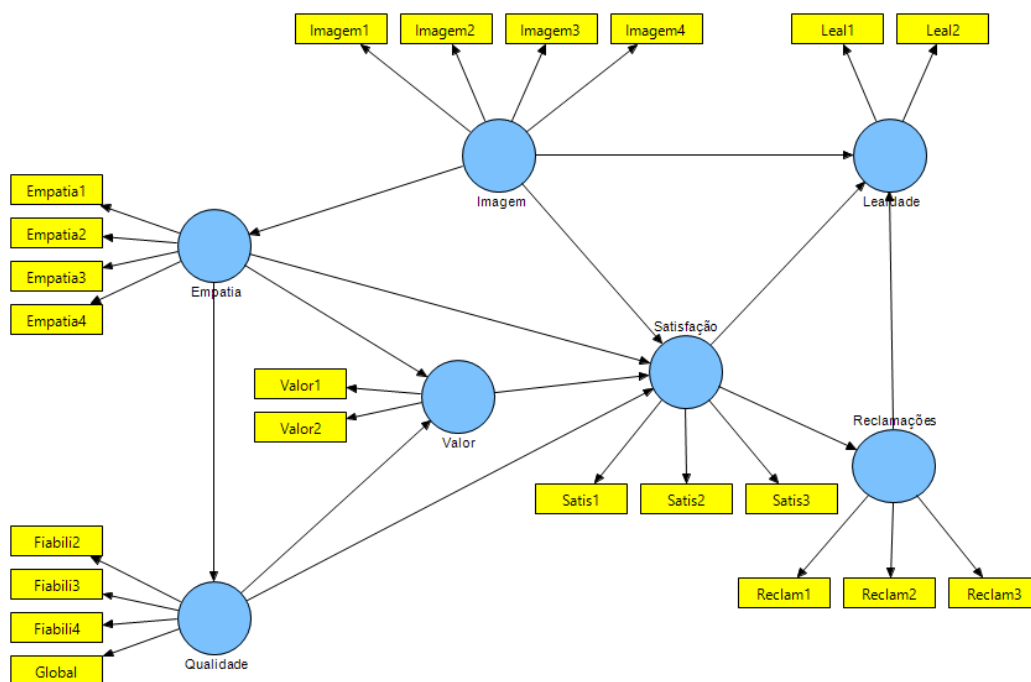 Imagem1
Imagem2
Imagem3
Imagem4
Leal1
Leal2
Imagem
Lealdade
Empatia1
Empatia2
Empatia3
Empatia4
Empatia
Satisfação
Valor1
Valor2
Valor
Reclamações
Satis1
Satis2
Satis3
Fiabili2
Fiabili3
Fiabili4
Global
Qualidade
Reclam1
Reclam2
Reclam3